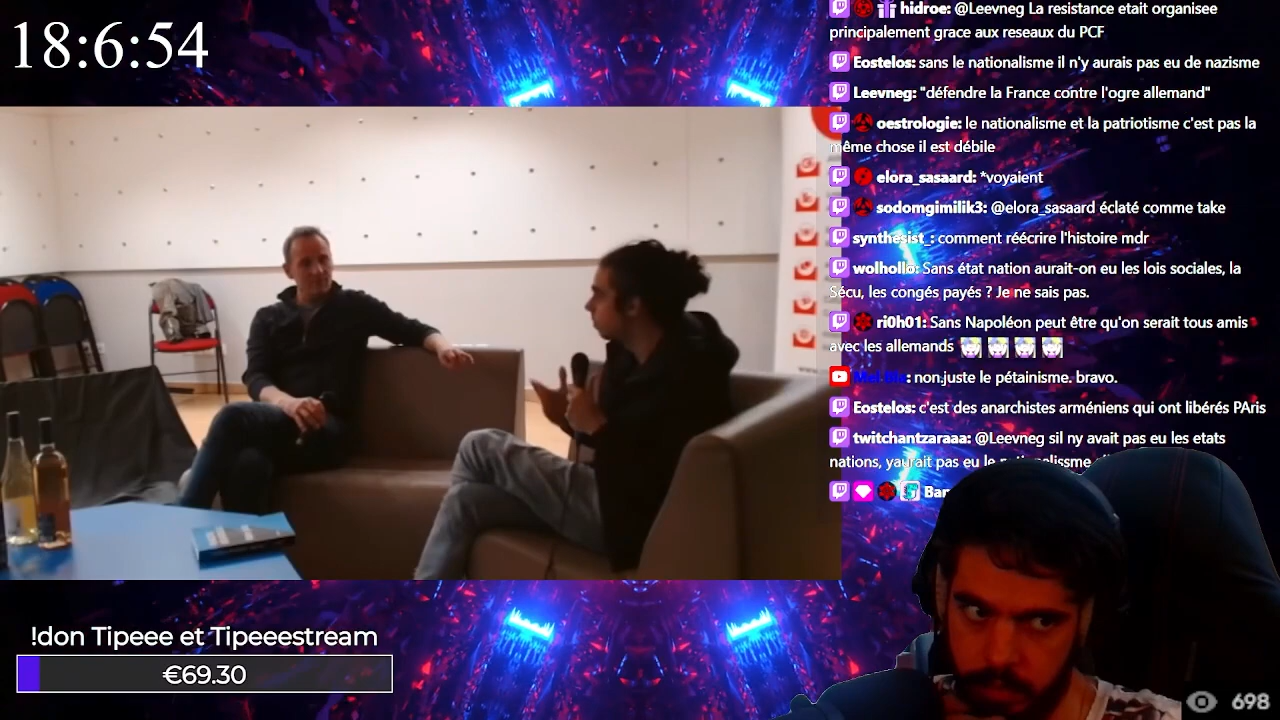 18:6:54
hidroe: @Leevneg La resistance etait organisee
principalement grace aux reseaux du PCF
Eostelos: sans le nationalisme il n'y aurais pas eu de nazisme
Leevneg: "défendre la France contre l'ogre allemand"
oestrologie: le nationalisme et la patriotisme c'est pas la
même chose il est débile
elora_sasaard: *voyaient
sodomgimilik3: @elora_sasaard éclaté comme take
synthesist_: comment réécrire l'histoire mdr
wolhollo: Sans état nation aurait-on eu les lois sociales, la
Sécu, les congés payés ? Je ne sais pas.
ri0h01: Sans Napoléon peut être qu'on serait tous amis
avec les allemands
: non.juste le pétainisme. bravo.
Eostelos: c'est des anarchistes arméniens qui ont libérés PAris
twitchantzaraaa: @Leevneg sil ny avait pas eu les etats
nations, yaurait pas eu le
!don Tipeee et Tipeeestream
€69.30
698